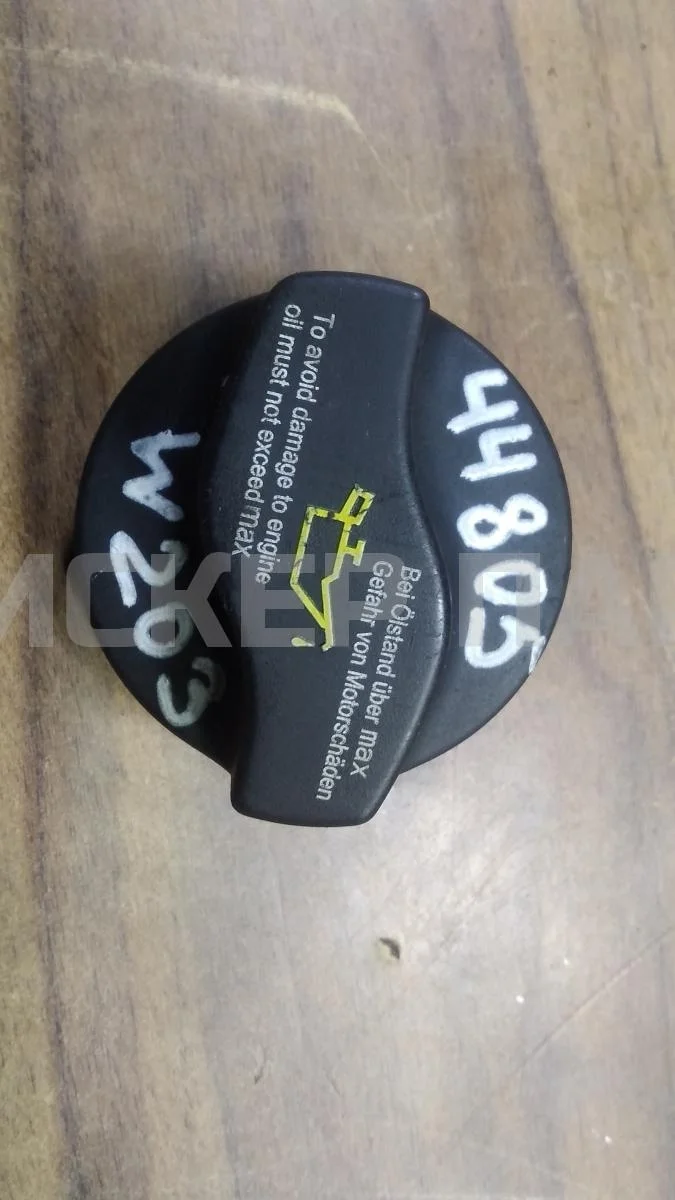 44805
Bei Ölstand über max
Gefahr von Motorschäden
To avoid damage to engine
oil must not exceed max
W203